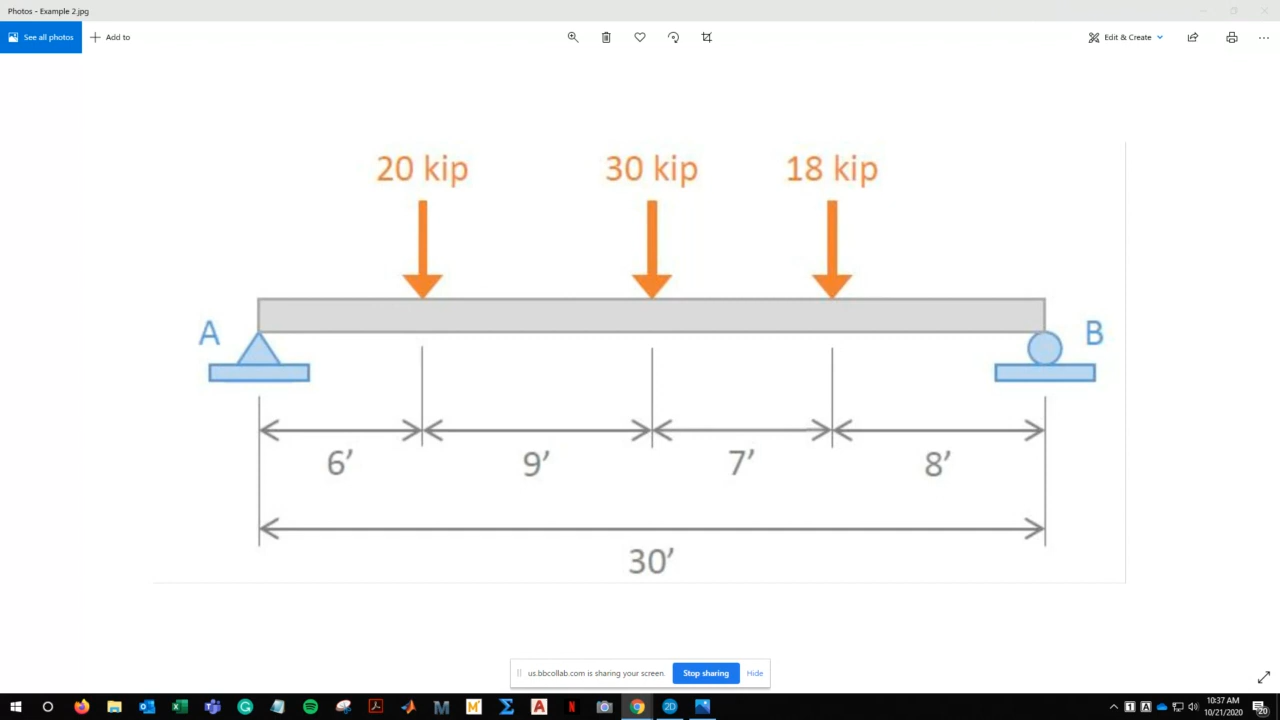 Photos - Example 2.jpg
See all photos
Add to
Edit & Create
20 kip
30 kip
18 kip
A
B
6'
9'
7'
8'
30'
us.bbcollab.com is sharing your screen.
Stop sharing
Hide
10:37 AM
10/21/2020
20